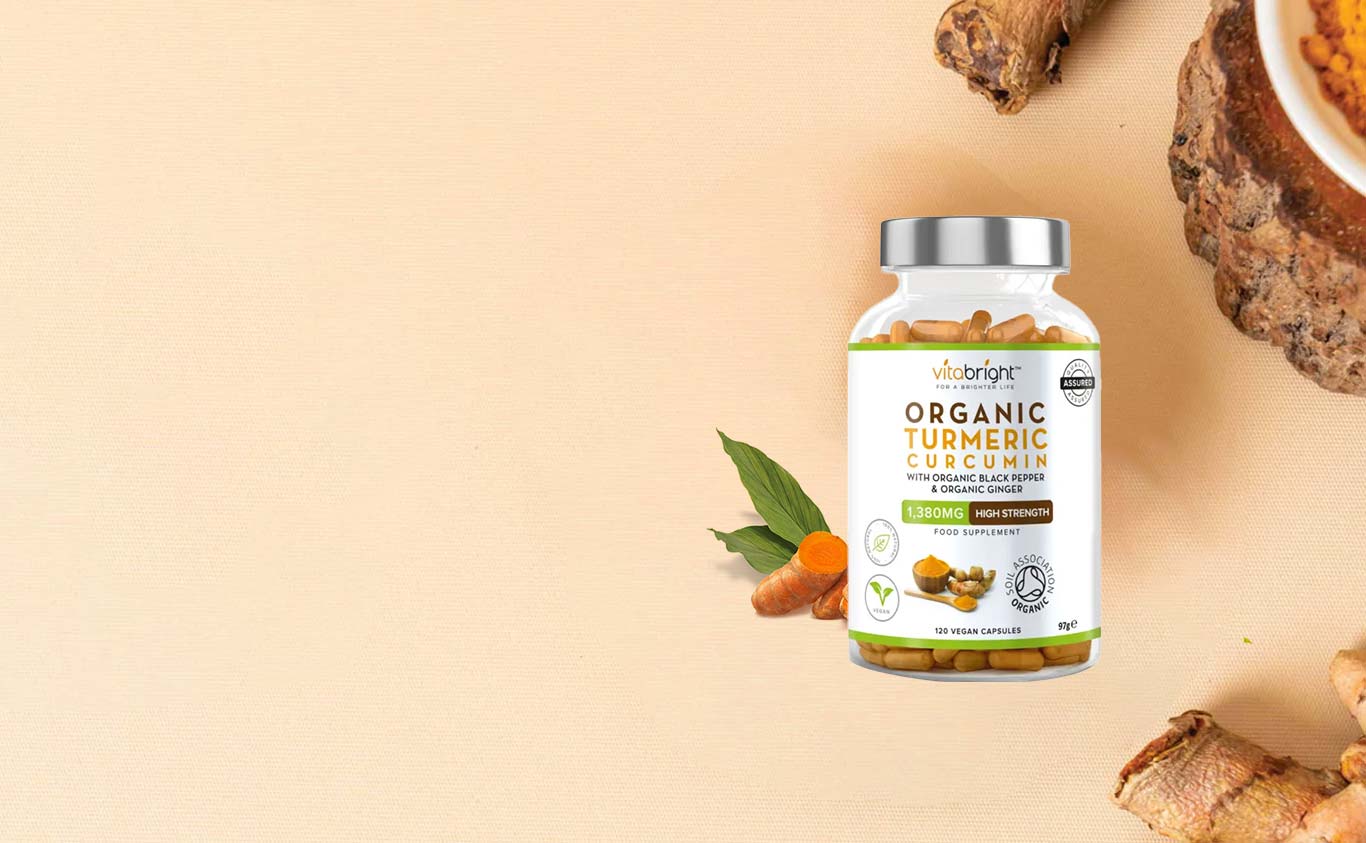 vitabright™
FOR A BRIGHTER LIFE
QUALITY
ASSURED
ORGANIC
TURMERIC
CURCUMIN
WITH ORGANIC BLACK PEPPER
& ORGANIC GINGER
1,380MG HIGH STRENGTH
FOOD SUPPLEMENT
SOIL ASSOCIATION
ORGANIC
VEGAN
120 VEGAN CAPSULES
97g℮